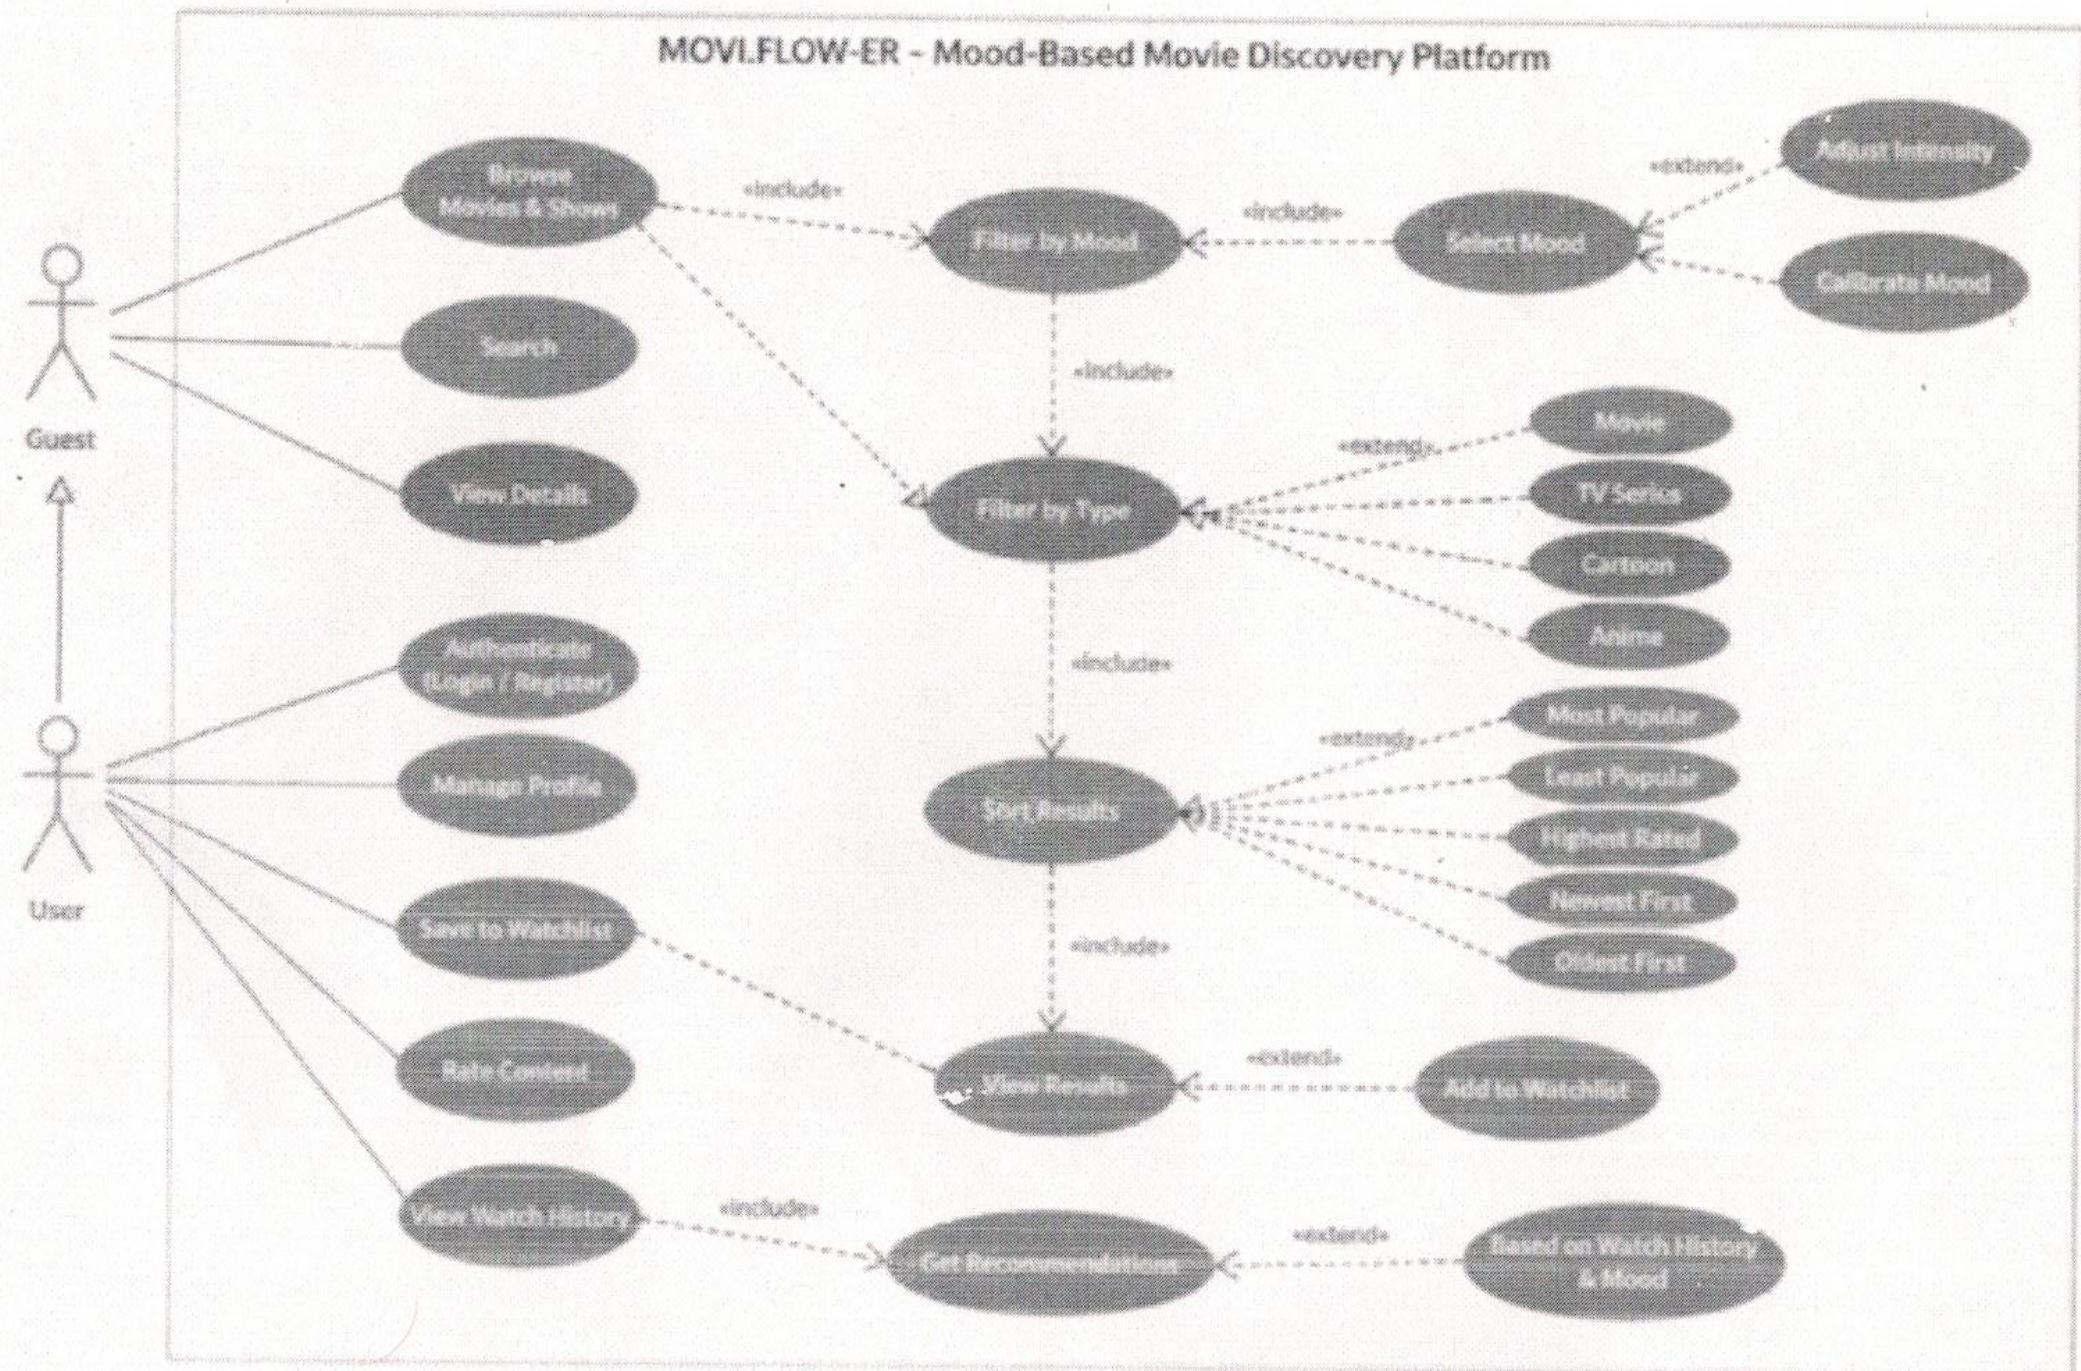 MOVI.FLOW-ER – Mood-Based Movie Discovery Platform
Browse
Movies & Shows
«include»
Filter by Mood
«include»
Select Mood
«extend»
Adjust Intensity
Calibrate Mood
Guest
Search
View Details
«include»
Filter by Type
«extend»
Movie
TV Series
Cartoon
Anime
User
Authenticate
(Login / Register)
Manage Profile
Save to Watchlist
Rate Content
View Watch History
«include»
Sort Results
«extend»
Most Popular
Least Popular
Highest Rated
Newest First
Oldest First
«include»
View Results
«extend»
Add to Watchlist
«include»
Get Recommendations
«extend»
Based on Watch History
& Mood